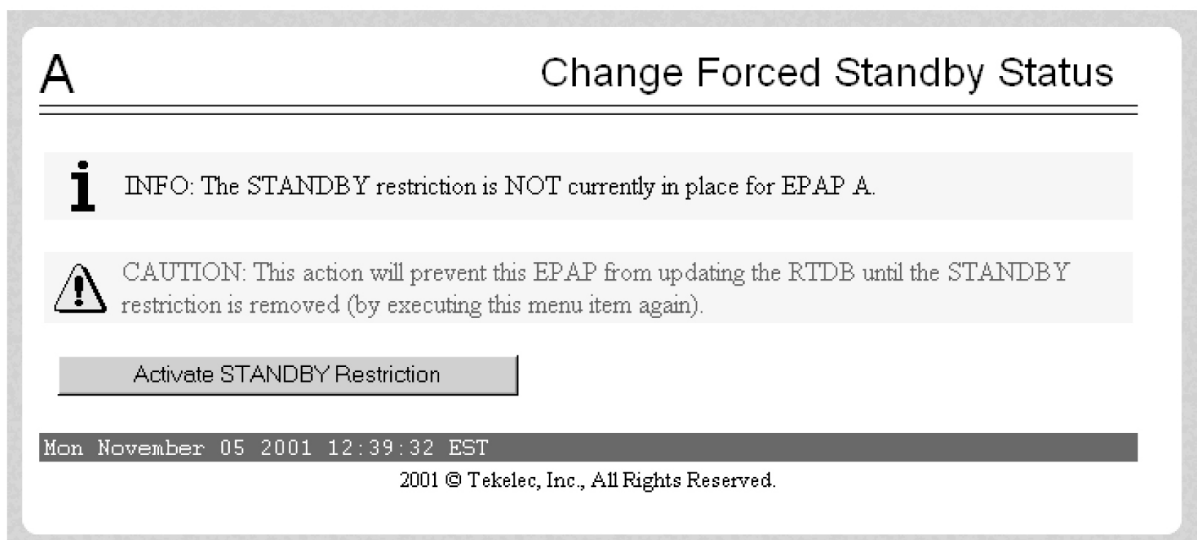 A
Change Forced Standby Status
INFO: The STANDBY restriction is NOT currently in place for EPAP A.
CAUTION: This action will prevent this EPAP from updating the RTDB until the STANDBY
restriction is removed (by executing this menu item again).
Activate STANDBY Restriction
Mon November 05 2001 12:39:32 EST
2001 © Tekelec, Inc., All Rights Reserved.